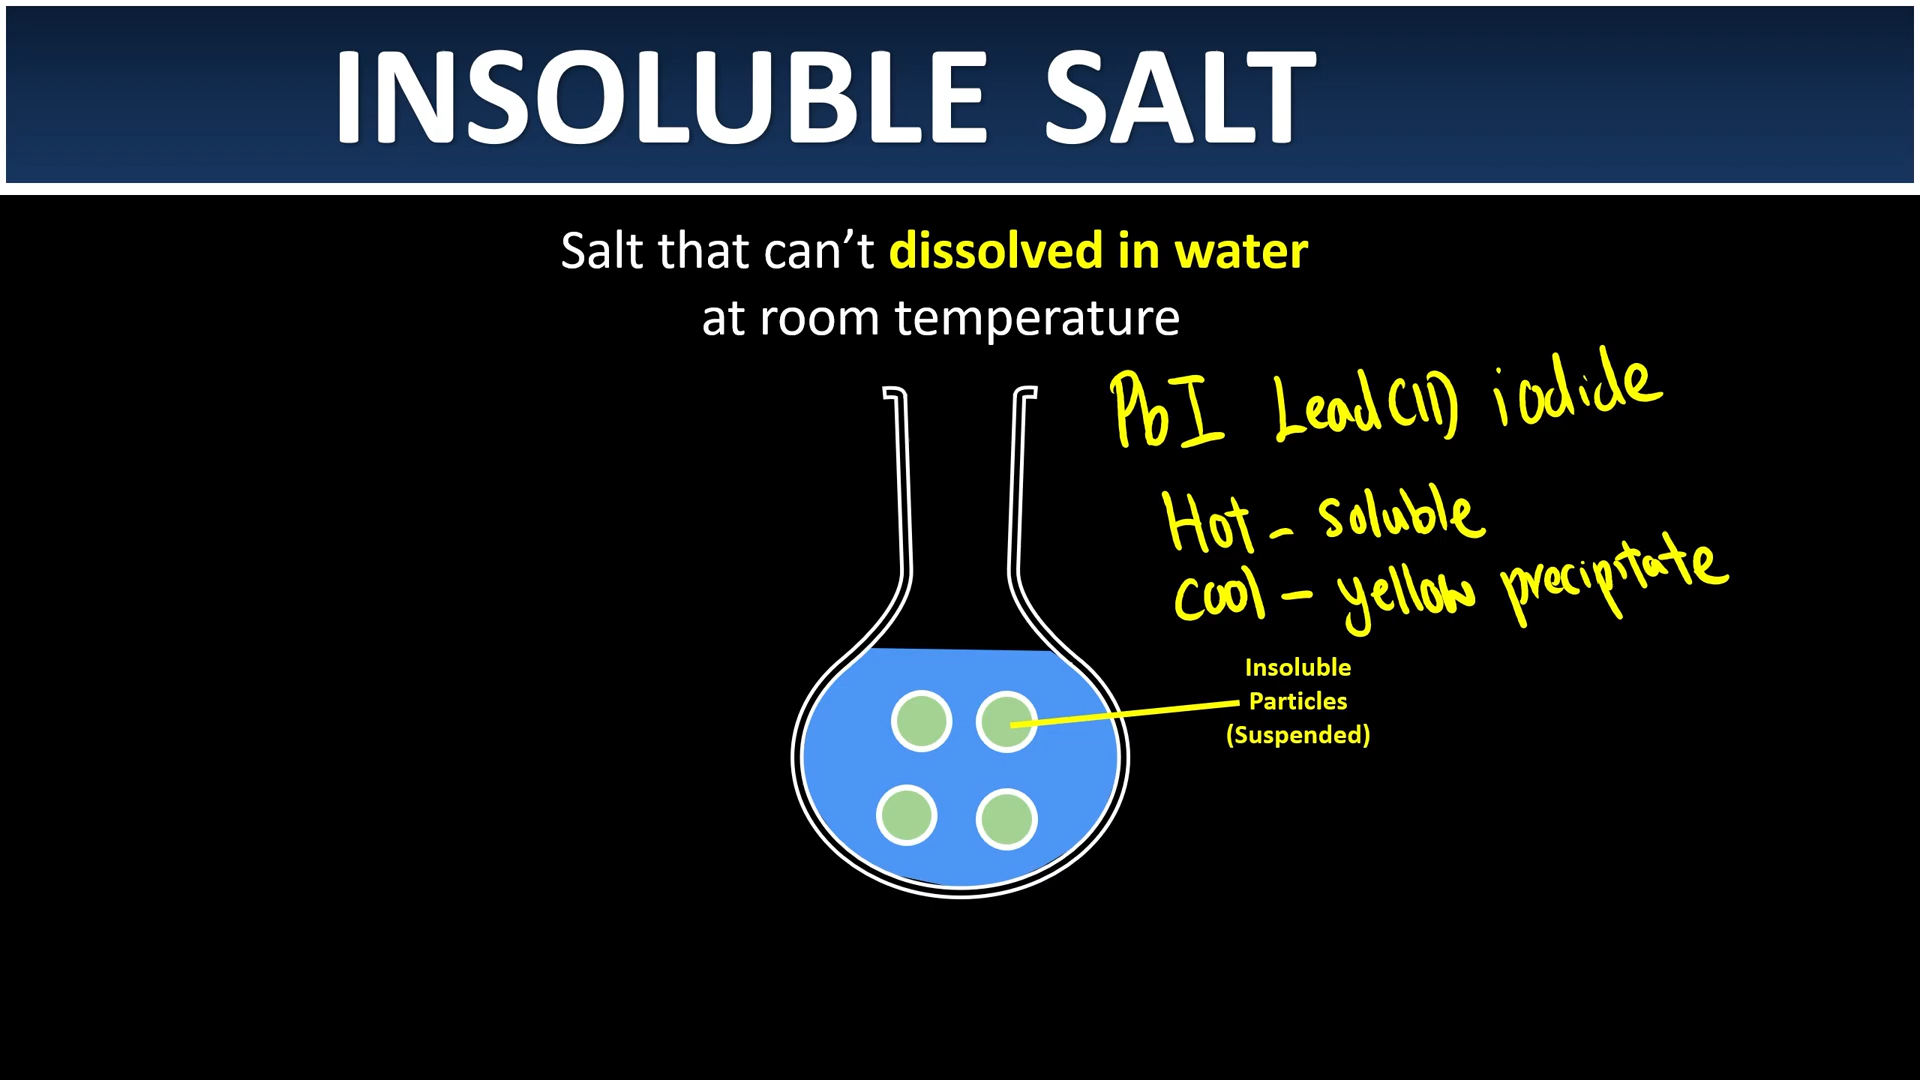 INSOLUBLE SALT
Salt that can’t dissolved in water
at room temperature
PbI Lead(II) iodide
Hot - soluble
cool - yellow precipitate
Insoluble
Particles
(Suspended)